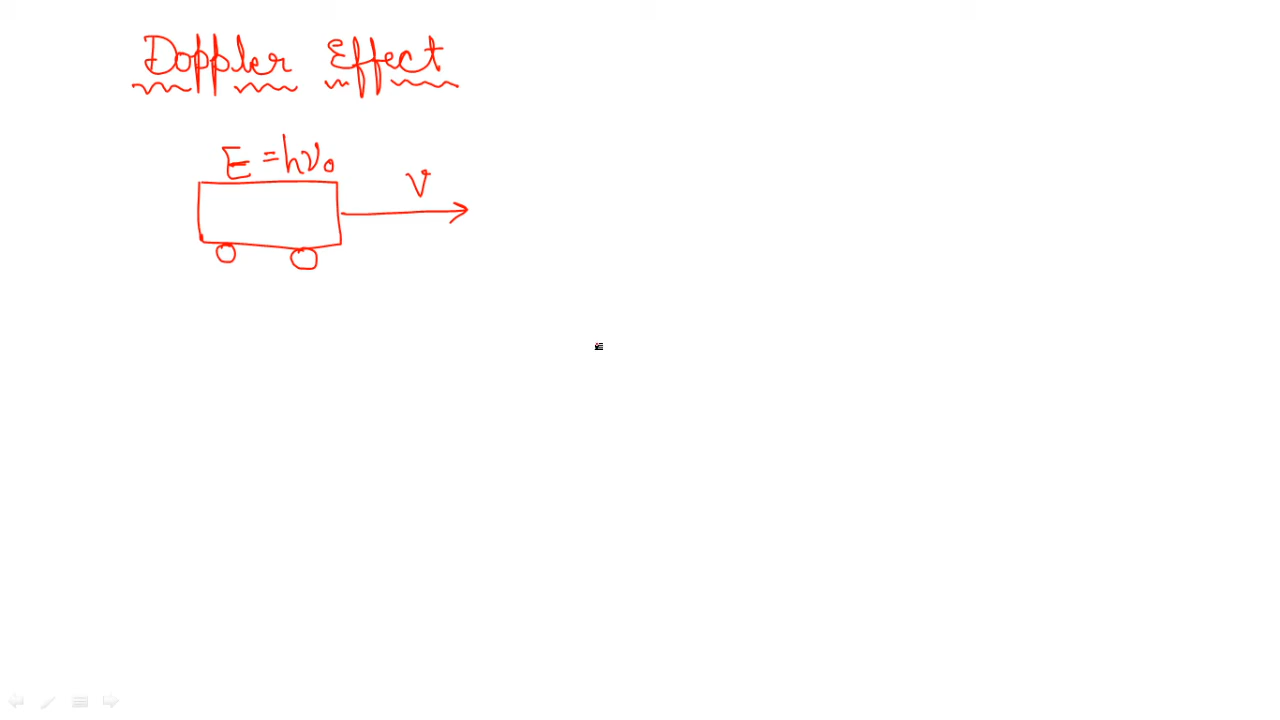 Doppler Effect
E = hν₀
V